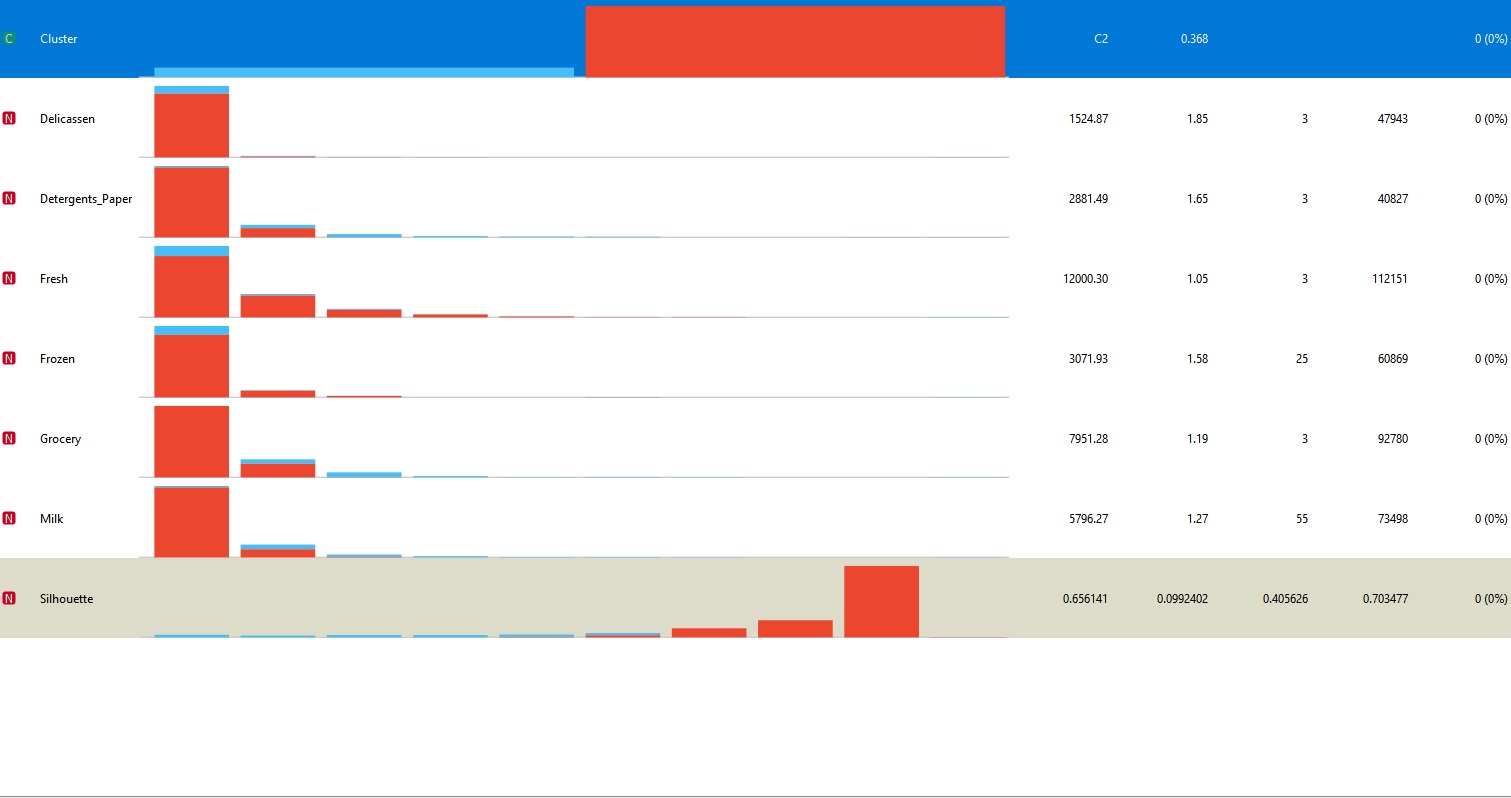 C Cluster C2 0.368 0 (0%)
N Delicassen 1524.87 1.85 3 47943 0 (0%)
N Detergents_Paper 2881.49 1.65 3 40827 0 (0%)
N Fresh 12000.30 1.05 3 112151 0 (0%)
N Frozen 3071.93 1.58 25 60869 0 (0%)
N Grocery 7951.28 1.19 3 92780 0 (0%)
N Milk 5796.27 1.27 55 73498 0 (0%)
N Silhouette 0.656141 0.0992402 0.405626 0.703477 0 (0%)